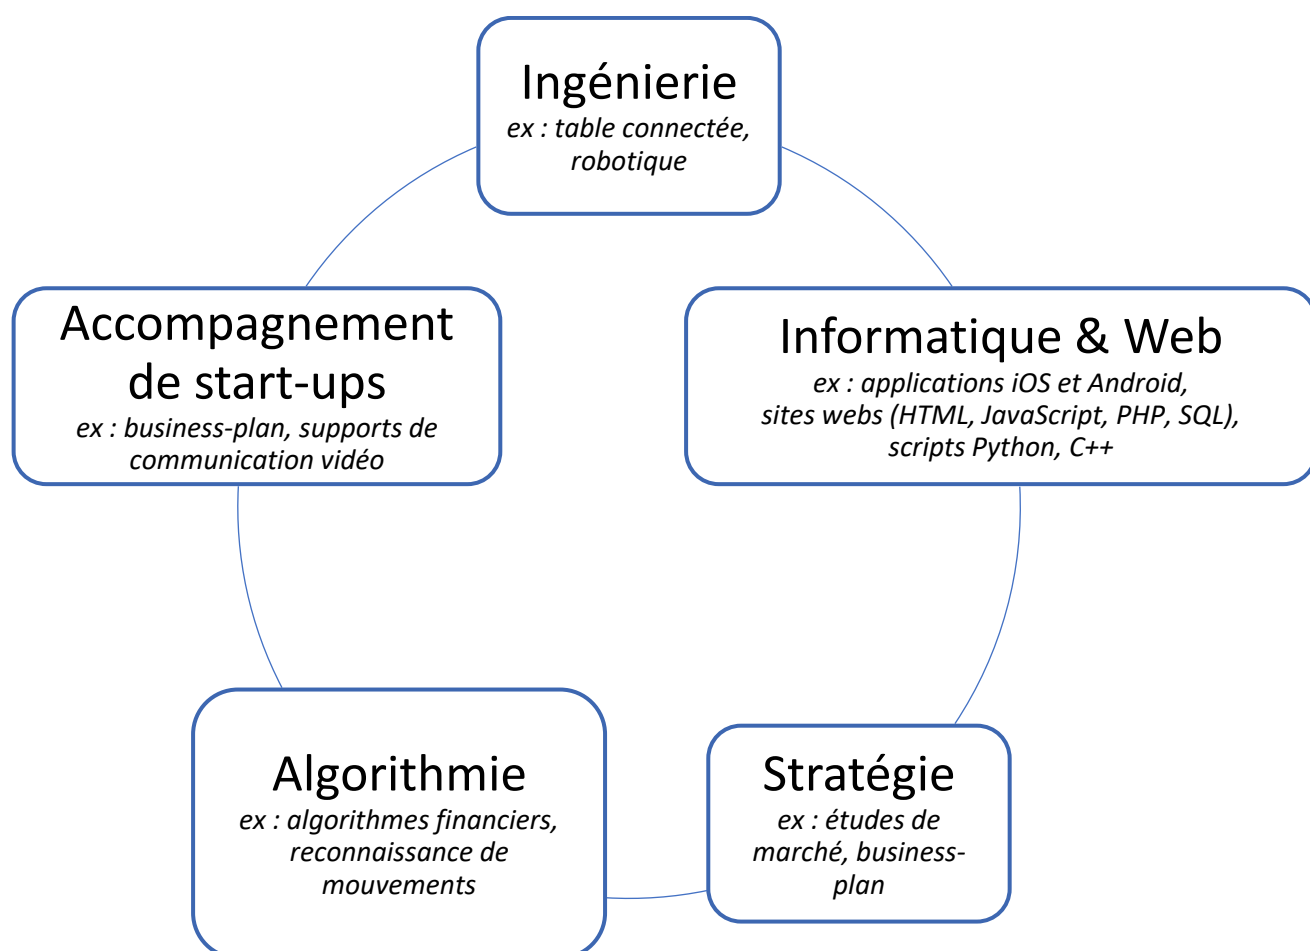 Ingénierie
ex : table connectée,
robotique
Accompagnement
de start-ups
ex : business-plan, supports de
communication vidéo
Informatique & Web
ex : applications iOS et Android,
sites webs (HTML, JavaScript, PHP, SQL),
scripts Python, C++
Algorithmie
ex : algorithmes financiers,
reconnaissance de
mouvements
Stratégie
ex : études de
marché, business-
plan